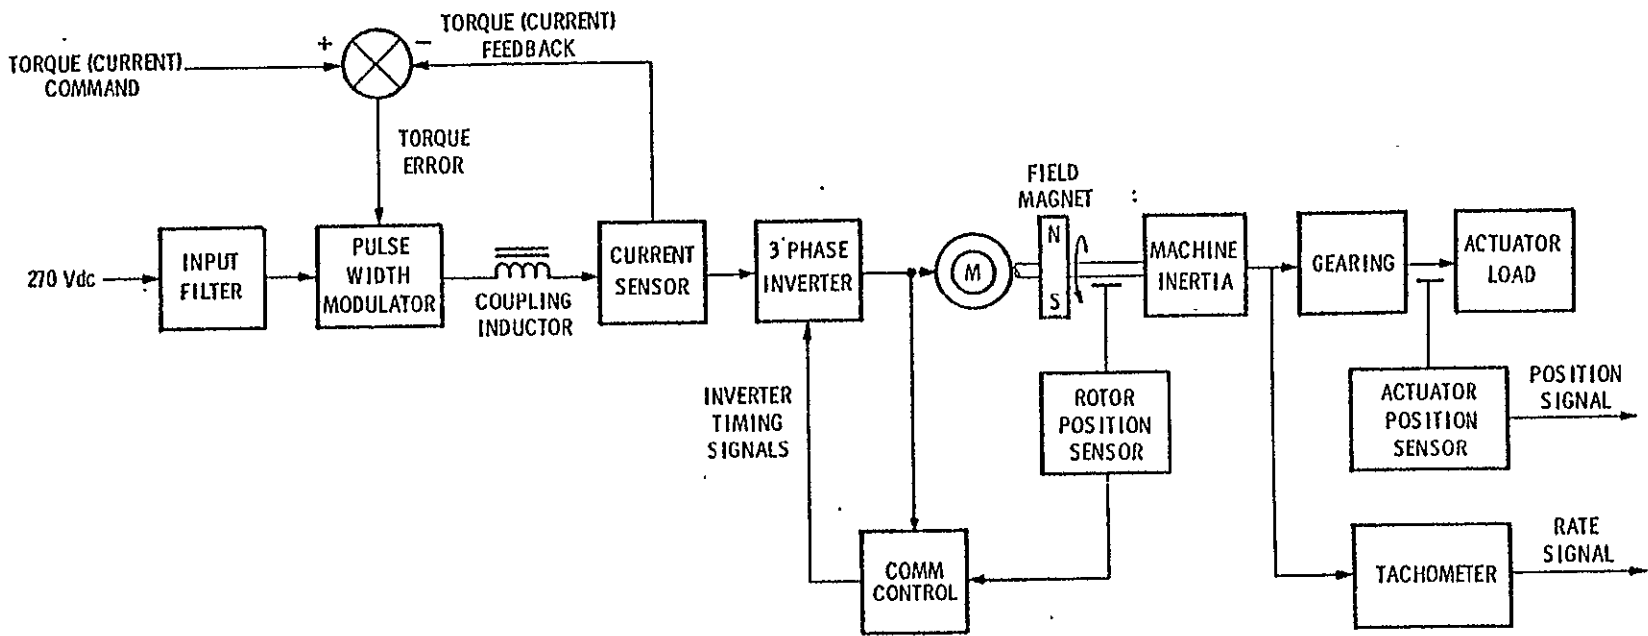 TORQUE (CURRENT)
FEEDBACK
+
−
TORQUE (CURRENT)
COMMAND
TORQUE
ERROR
270 Vdc
INPUT
FILTER
PULSE
WIDTH
MODULATOR
COUPLING
INDUCTOR
CURRENT
SENSOR
3 PHASE
INVERTER
M
FIELD
MAGNET
N
S
MACHINE
INERTIA
GEARING
ACTUATOR
LOAD
INVERTER
TIMING
SIGNALS
ROTOR
POSITION
SENSOR
ACTUATOR
POSITION
SENSOR
POSITION
SIGNAL
COMM
CONTROL
TACHOMETER
RATE
SIGNAL